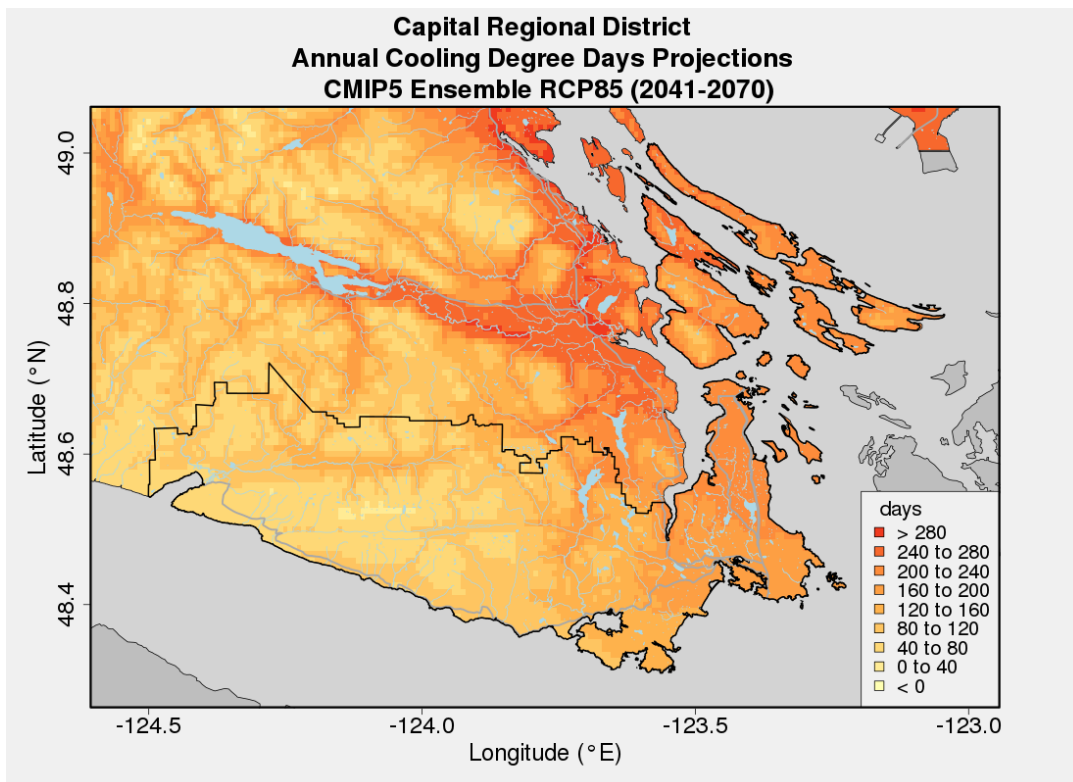 Capital Regional District
Annual Cooling Degree Days Projections
CMIP5 Ensemble RCP85 (2041-2070)
49.0
48.8
48.6
48.4
Latitude (°N)
days
> 280
240 to 280
200 to 240
160 to 200
120 to 160
80 to 120
40 to 80
0 to 40
< 0
-124.5
-124.0
-123.5
-123.0
Longitude (°E)